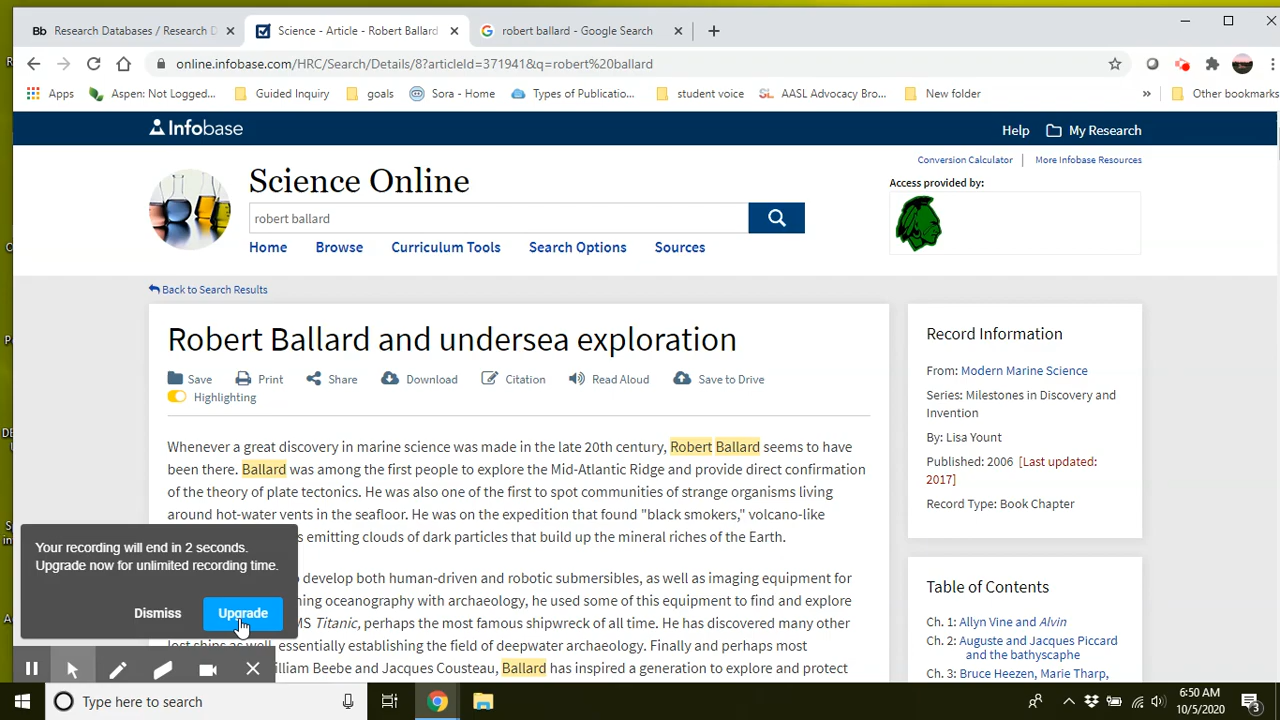 Bb Research Databases / Research D
Science - Article - Robert Ballard
robert ballard - Google Search
online.infobase.com/HRC/Search/Details/8?articleId=371941&q=robert%20ballard
Apps
Aspen: Not Logged...
Guided Inquiry
goals
Sora - Home
Types of Publicatio...
student voice
SL AASL Advocacy Bro...
New folder
»
Other bookmarks
Infobase
Help
My Research
Conversion Calculator | More Infobase Resources
Science Online
Access provided by:
robert ballard
Home Browse Curriculum Tools Search Options Sources
Back to Search Results
Robert Ballard and undersea exploration
Save Print Share Download Citation Read Aloud Save to Drive
Highlighting
Whenever a great discovery in marine science was made in the late 20th century, Robert Ballard seems to have
been there. Ballard was among the first people to explore the Mid-Atlantic Ridge and provide direct confirmation
of the theory of plate tectonics. He was also one of the first to spot communities of strange organisms living
around hot-water vents in the seafloor. He was on the expedition that found "black smokers," volcano-like
s emitting clouds of dark particles that build up the mineral riches of the Earth.
develop both human-driven and robotic submersibles, as well as imaging equipment for
ning oceanography with archaeology, he used some of this equipment to find and explore
MS Titanic, perhaps the most famous shipwreck of all time. He has discovered many other
lost ships as well, essentially establishing the field of deepwater archaeology. Finally and perhaps most
illiam Beebe and Jacques Cousteau, Ballard has inspired a generation to explore and protect
Record Information
From: Modern Marine Science
Series: Milestones in Discovery and
Invention
By: Lisa Yount
Published: 2006 [Last updated:
2017]
Record Type: Book Chapter
Table of Contents
Ch. 1: Allyn Vine and Alvin
Ch. 2: Auguste and Jacques Piccard
and the bathyscaphe
Ch. 3: Bruce Heezen, Marie Tharp,
Your recording will end in 2 seconds.
Upgrade now for unlimited recording time.
Dismiss
Upgrade
Type here to search
6:50 AM
10/5/2020
3